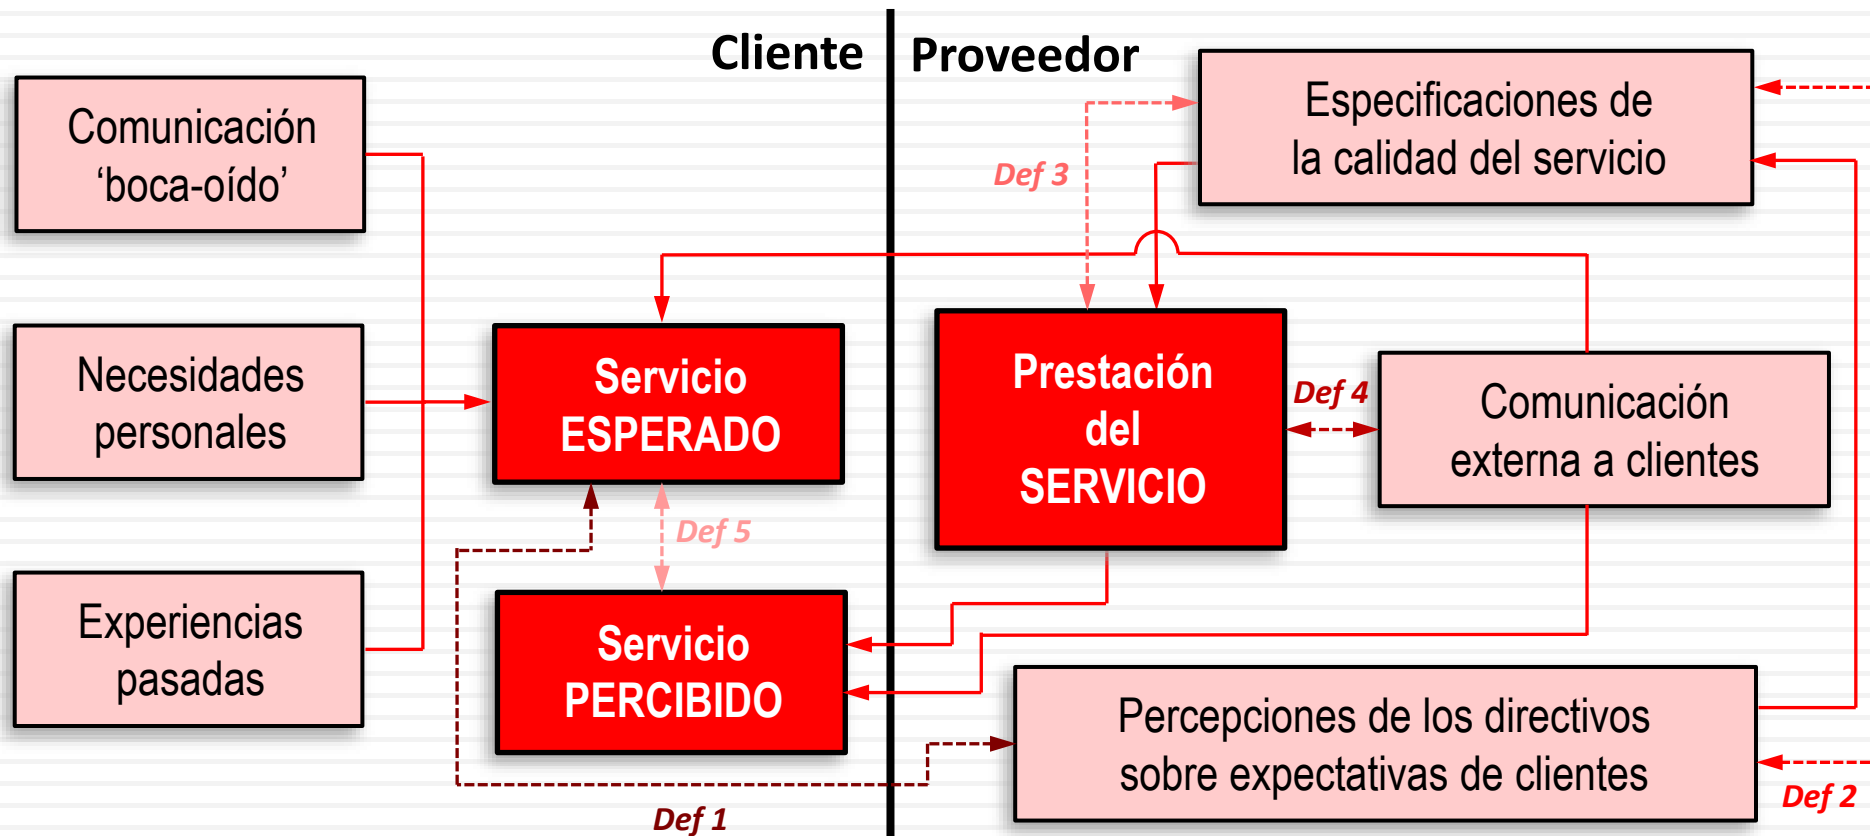 Cliente
Proveedor
Comunicación
‘boca-oído’
Especificaciones de
la calidad del servicio
Def 3
Necesidades
personales
Servicio
ESPERADO
Prestación
del
SERVICIO
Def 4
Comunicación
externa a clientes
Def 5
Experiencias
pasadas
Servicio
PERCIBIDO
Percepciones de los directivos
sobre expectativas de clientes
Def 1
Def 2